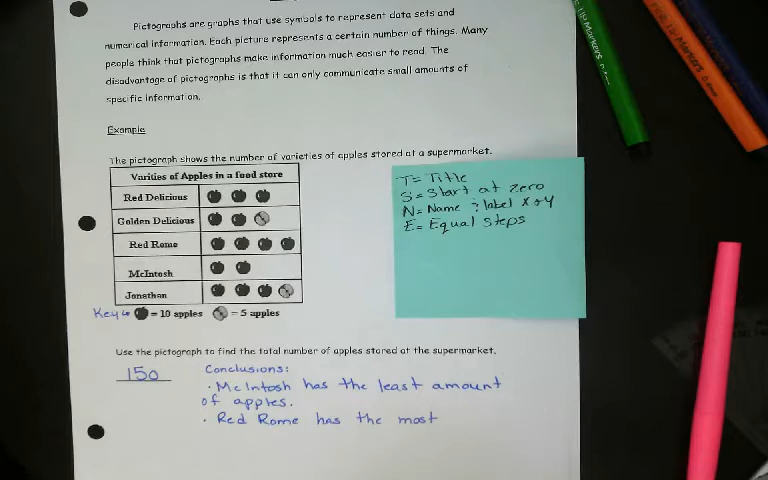 Pictographs are graphs that use symbols to represent data sets and
numerical information. Each picture represents a certain number of things. Many
people think that pictographs make information much easier to read. The
disadvantage of pictographs is that it can only communicate small amounts of
specific information.
Example
The pictograph shows the number of varieties of apples stored at a supermarket.
Varities of Apples in a food store
Red Delicious
Golden Delicious
Red Rome
McIntosh
Jonathan
Key = 10 apples = 5 apples
Use the pictograph to find the total number of apples stored at the supermarket.
150
Conclusions:
· McIntosh has the least amount
of apples.
· Red Rome has the most
T= Title
S= Start at zero
N= Name & label X & Y
E= Equal Steps
Markers
Markers